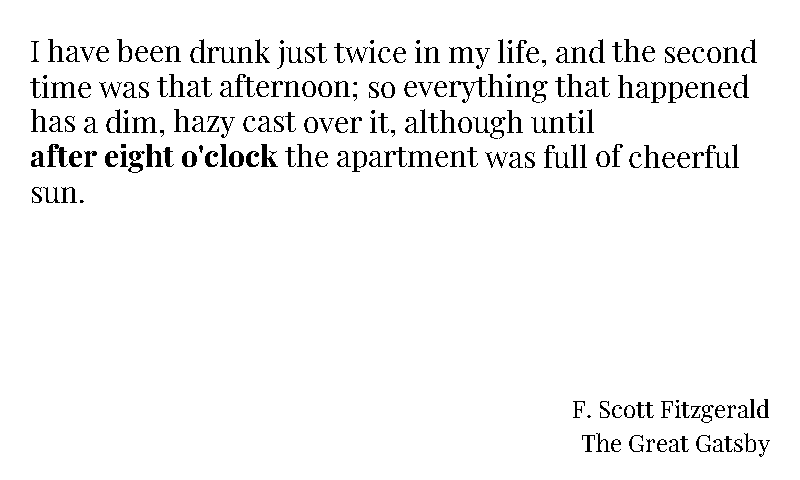 I have been drunk just twice in my life, and the second
time was that afternoon; so everything that happened
has a dim, hazy cast over it, although until
after eight o'clock the apartment was full of cheerful
sun.
F. Scott Fitzgerald
The Great Gatsby